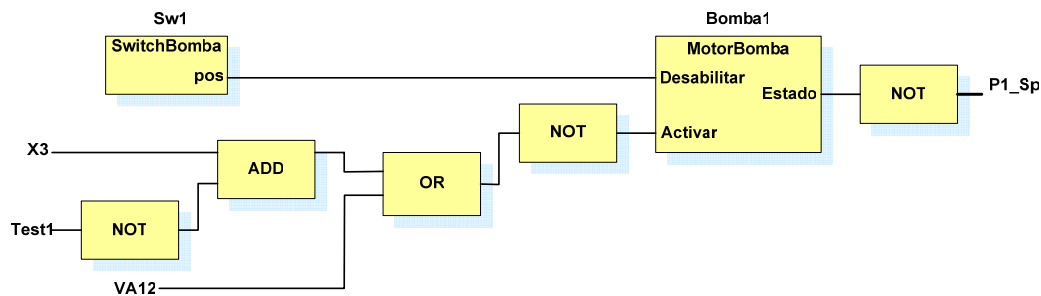 Sw1
SwitchBomba
pos
Bomba1
MotorBomba
Desabilitar
Estado
Activar
NOT
P1_Sp
NOT
X3
ADD
OR
Test1
NOT
VA12